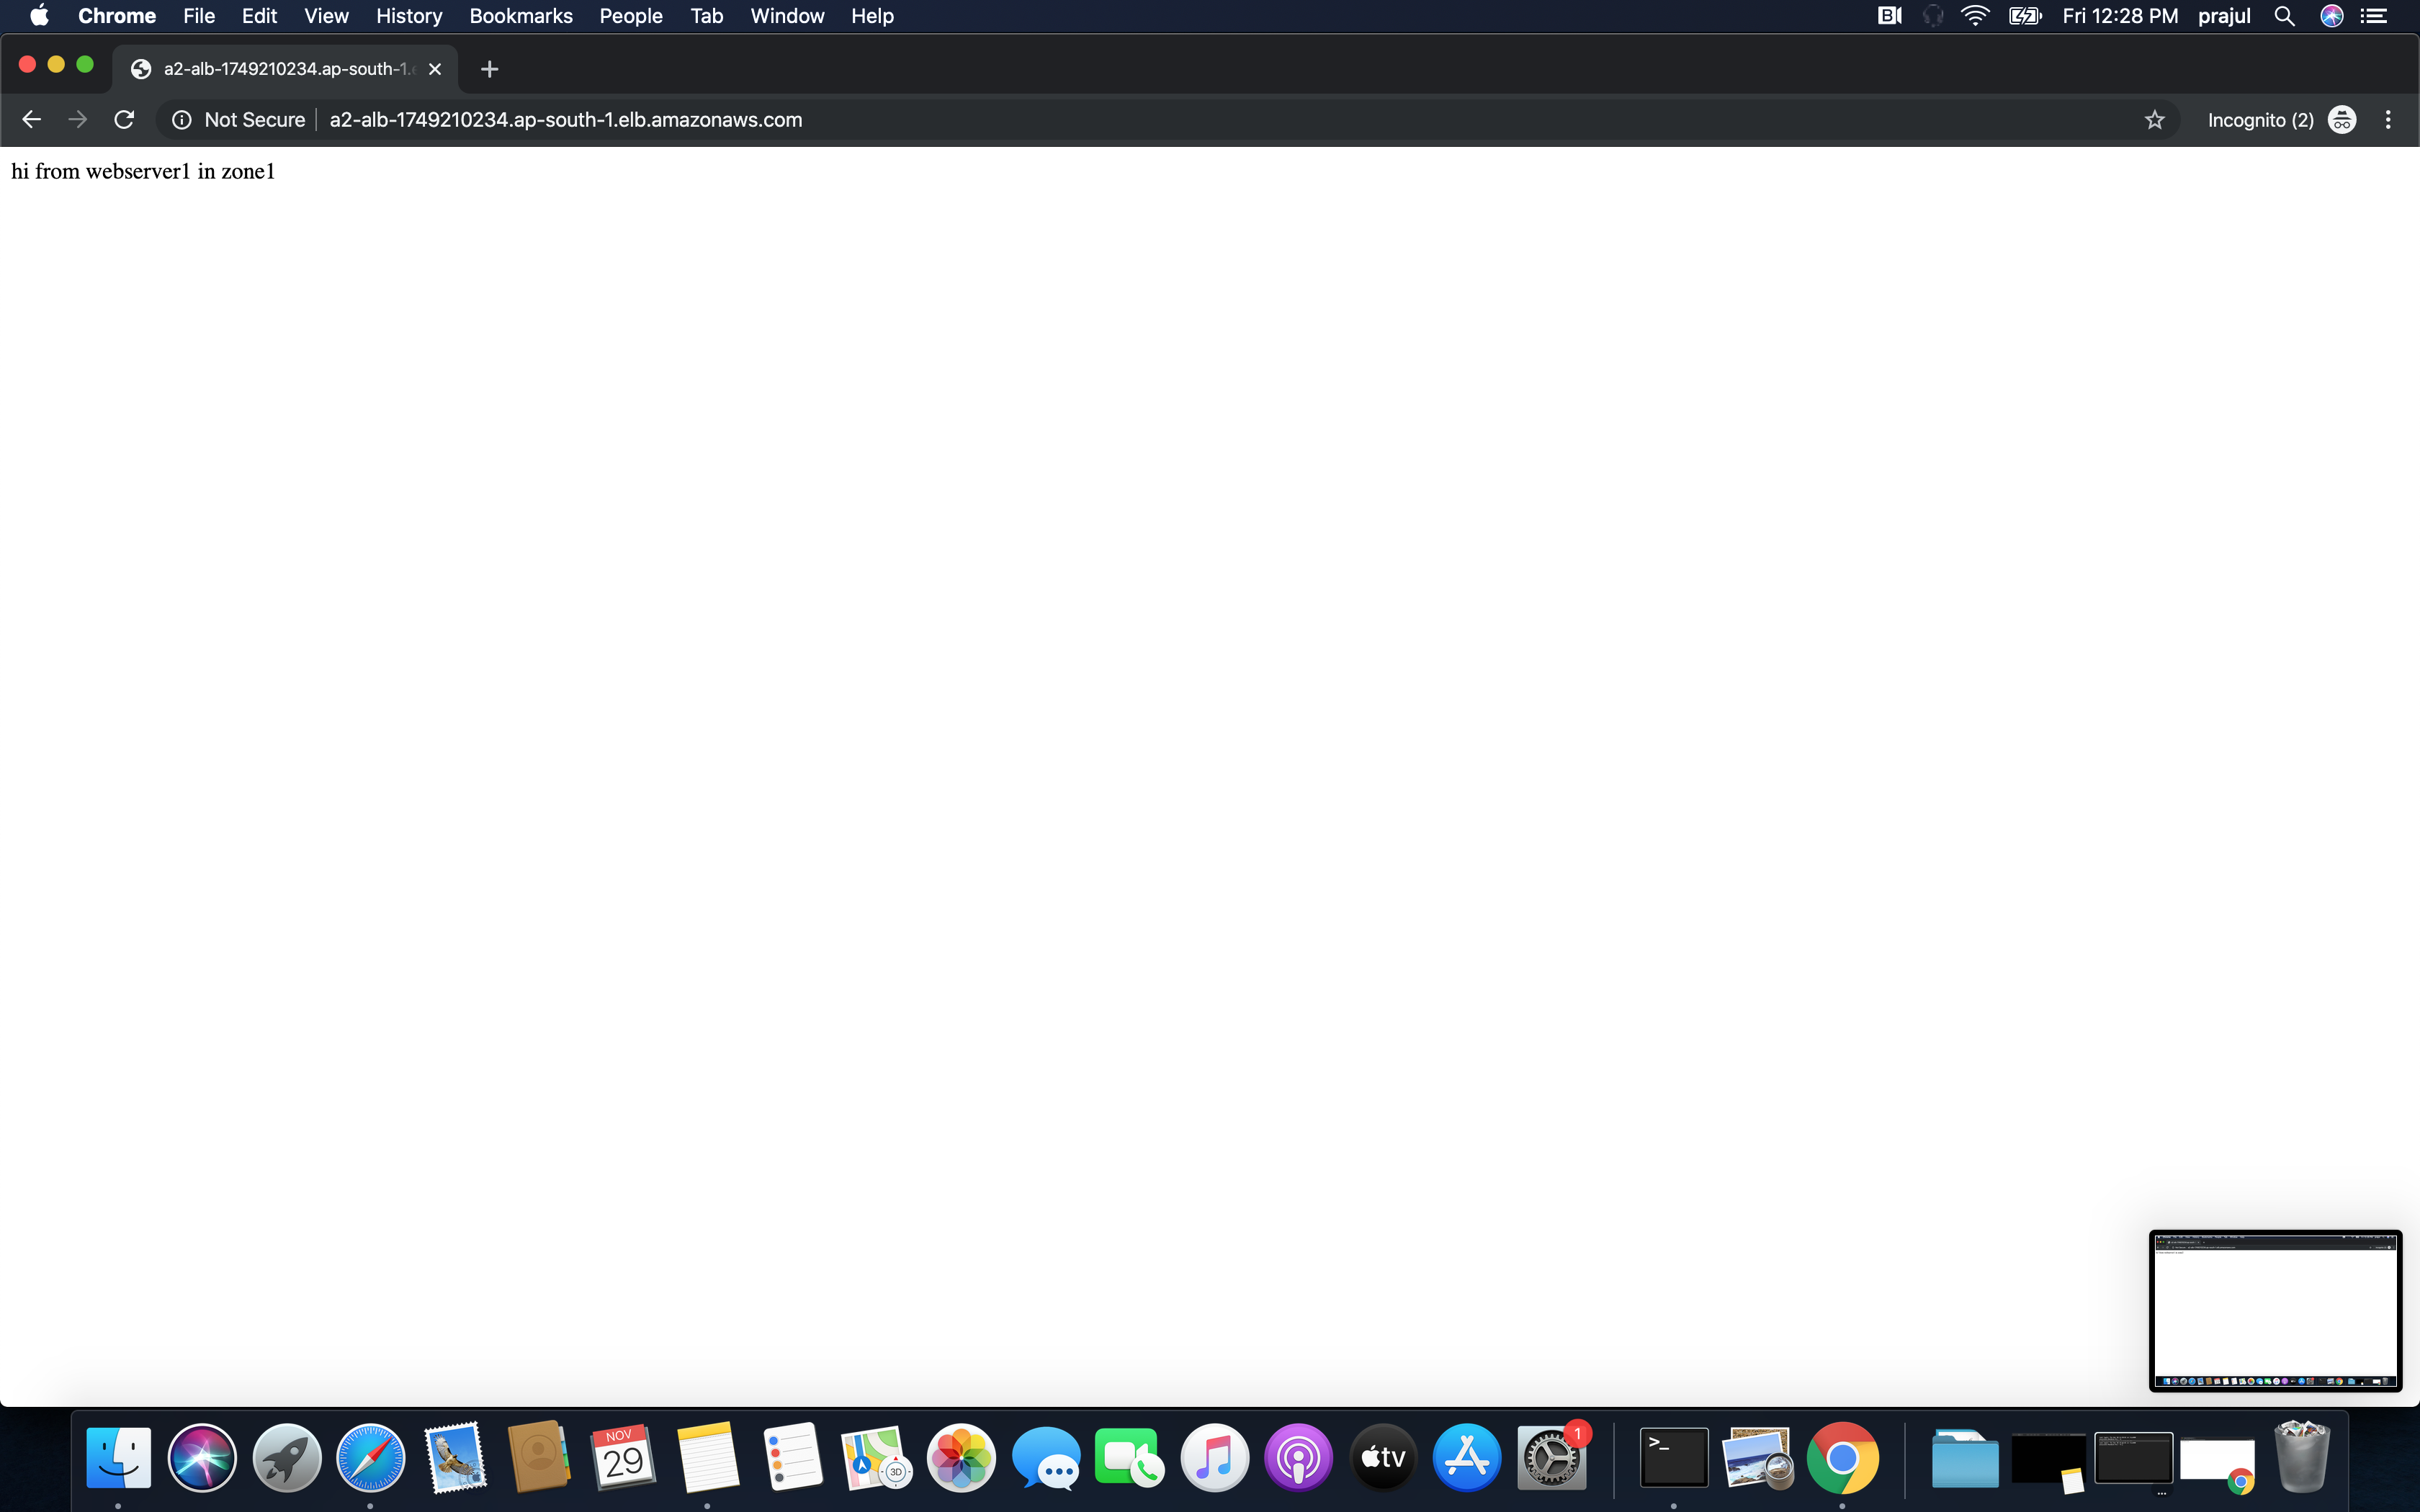 Chrome File Edit View History Bookmarks People Tab Window Help Fri 12:28 PM prajul
a2-alb-1749210234.ap-south-1.
Not Secure a2-alb-1749210234.ap-south-1.elb.amazonaws.com Incognito (2)
hi from webserver1 in zone1
NOV
29
3D
tv
1
>_